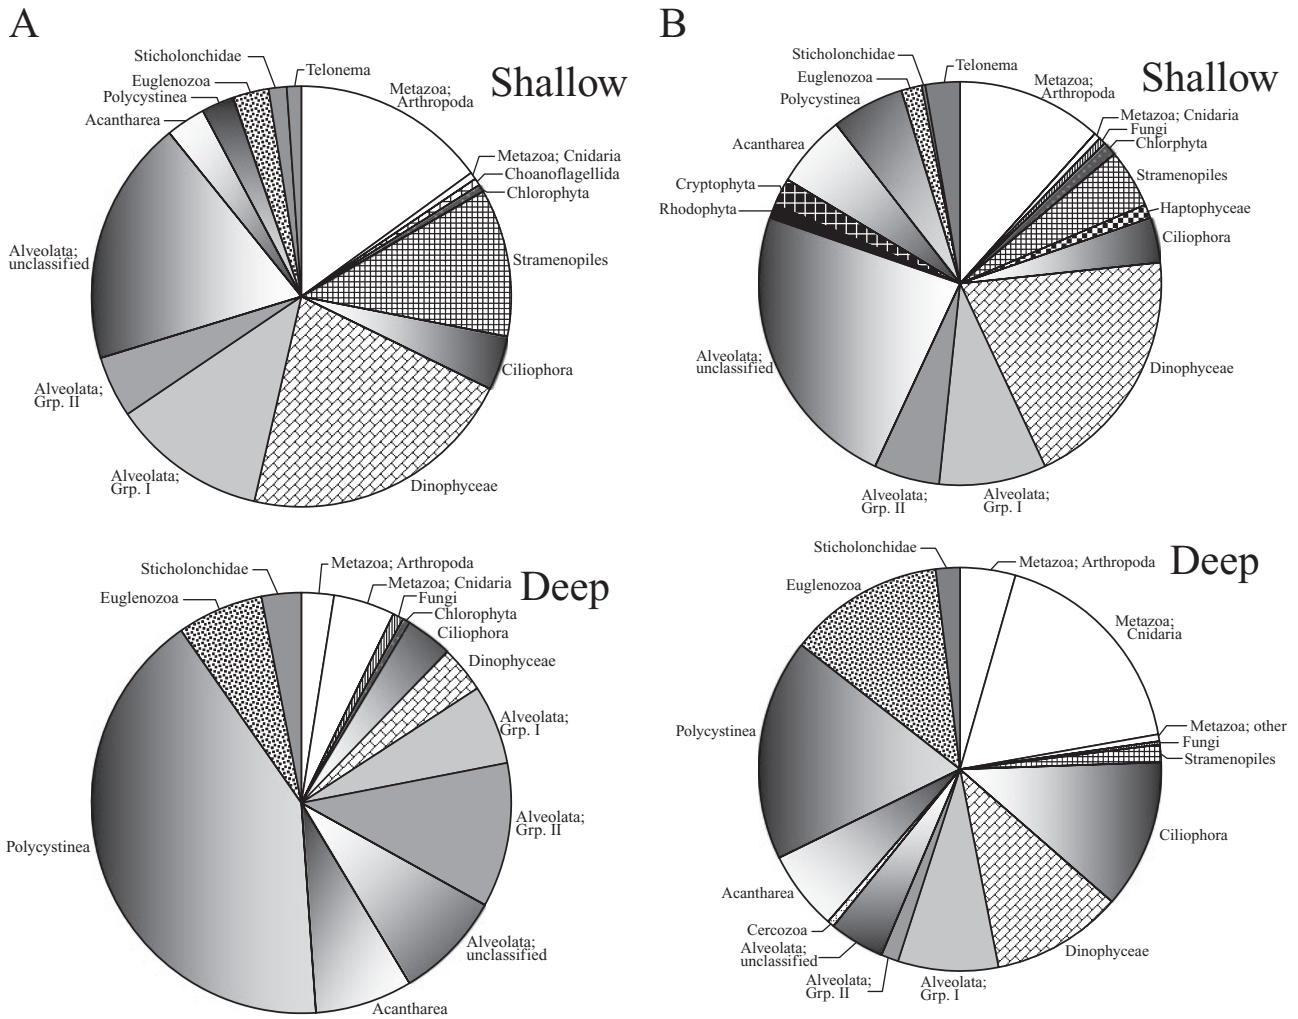 A
Shallow
Sticholonchidae
Telonema
Euglenozoa
Metazoa;
Arthropoda
Polycystinea
Acantharea
Metazoa; Cnidaria
Choanoflagellida
Chlorophyta
Alveolata;
unclassified
Stramenopiles
Ciliophora
Alveolata;
Grp. II
Alveolata;
Grp. I
Dinophyceae
Deep
Sticholonchidae
Metazoa; Arthropoda
Euglenozoa
Metazoa; Cnidaria
Fungi
Chlorophyta
Ciliophora
Dinophyceae
Alveolata;
Grp. I
Alveolata;
Grp. II
Polycystinea
Alveolata;
unclassified
Acantharea
B
Shallow
Sticholonchidae
Telonema
Euglenozoa
Metazoa;
Arthropoda
Polycystinea
Metazoa; Cnidaria
Fungi
Chlorphyta
Acantharea
Stramenopiles
Cryptophyta
Rhodophyta
Haptophyceae
Ciliophora
Alveolata;
unclassified
Dinophyceae
Alveolata;
Grp. II
Alveolata;
Grp. I
Deep
Sticholonchidae
Metazoa; Arthropoda
Euglenozoa
Metazoa;
Cnidaria
Polycystinea
Metazoa; other
Fungi
Stramenopiles
Ciliophora
Acantharea
Cercozoa
Alveolata;
unclassified
Dinophyceae
Alveolata;
Grp. II
Alveolata;
Grp. I